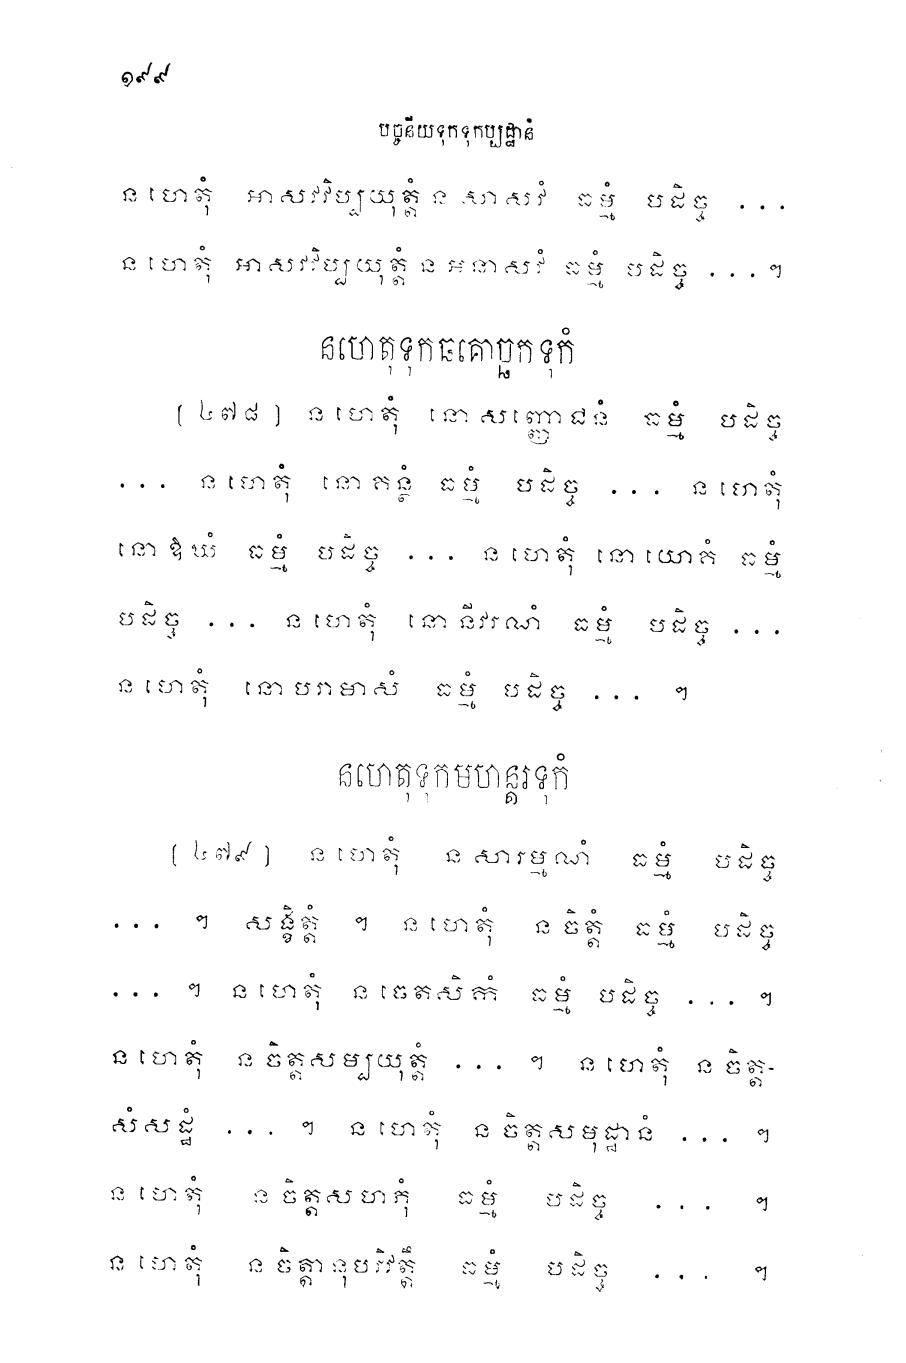 ១៩៩
បច្ចនីយទុកទុកប្បដ្ឋានំ
ន ហេតុំ អាសវវិប្បយុត្តំ ន សាសវំ ធម្មំ បដិច្ច ...
ន ហេតុំ អាសវវិប្បយុត្តំ ន អនាសវំ ធម្មំ បដិច្ច ... ។
នហេតុទុកធគោច្ឆកទុកំ
[ ៤៧៨ ] ន ហេតុំ នោ សញ្ញោជនំ ធម្មំ បដិច្ច
... ន ហេតុំ នោ គន្ថំ ធម្មំ បដិច្ច ... ន ហេតុំ
នោ ឱឃំ ធម្មំ បដិច្ច ... ន ហេតុំ នោ យោគំ ធម្មំ
បដិច្ច ... ន ហេតុំ នោ នីវរណំ ធម្មំ បដិច្ច ...
ន ហេតុំ នោ បរាមាសំ ធម្មំ បដិច្ច ... ។
នហេតុទុកមហន្តរទុកំ
[ ៤៧៩ ] ន ហេតុំ ន សារម្មណំ ធម្មំ បដិច្ច
... ។ សង្ខិត្តំ ។ ន ហេតុំ ន ចិត្តំ ធម្មំ បដិច្ច
... ។ ន ហេតុំ ន ចេតសិកំ ធម្មំ បដិច្ច ... ។
ន ហេតុំ ន ចិត្តសម្បយុត្តំ ... ។ ន ហេតុំ ន ចិត្ត-
សំសដ្ឋំ ... ។ ន ហេតុំ ន ចិត្តសមុដ្ឋានំ ... ។
ន ហេតុំ ន ចិត្តសហភុំ ធម្មំ បដិច្ច ... ។
ន ហេតុំ ន ចិត្តានុបរិវត្តឹ ធម្មំ បដិច្ច ... ។